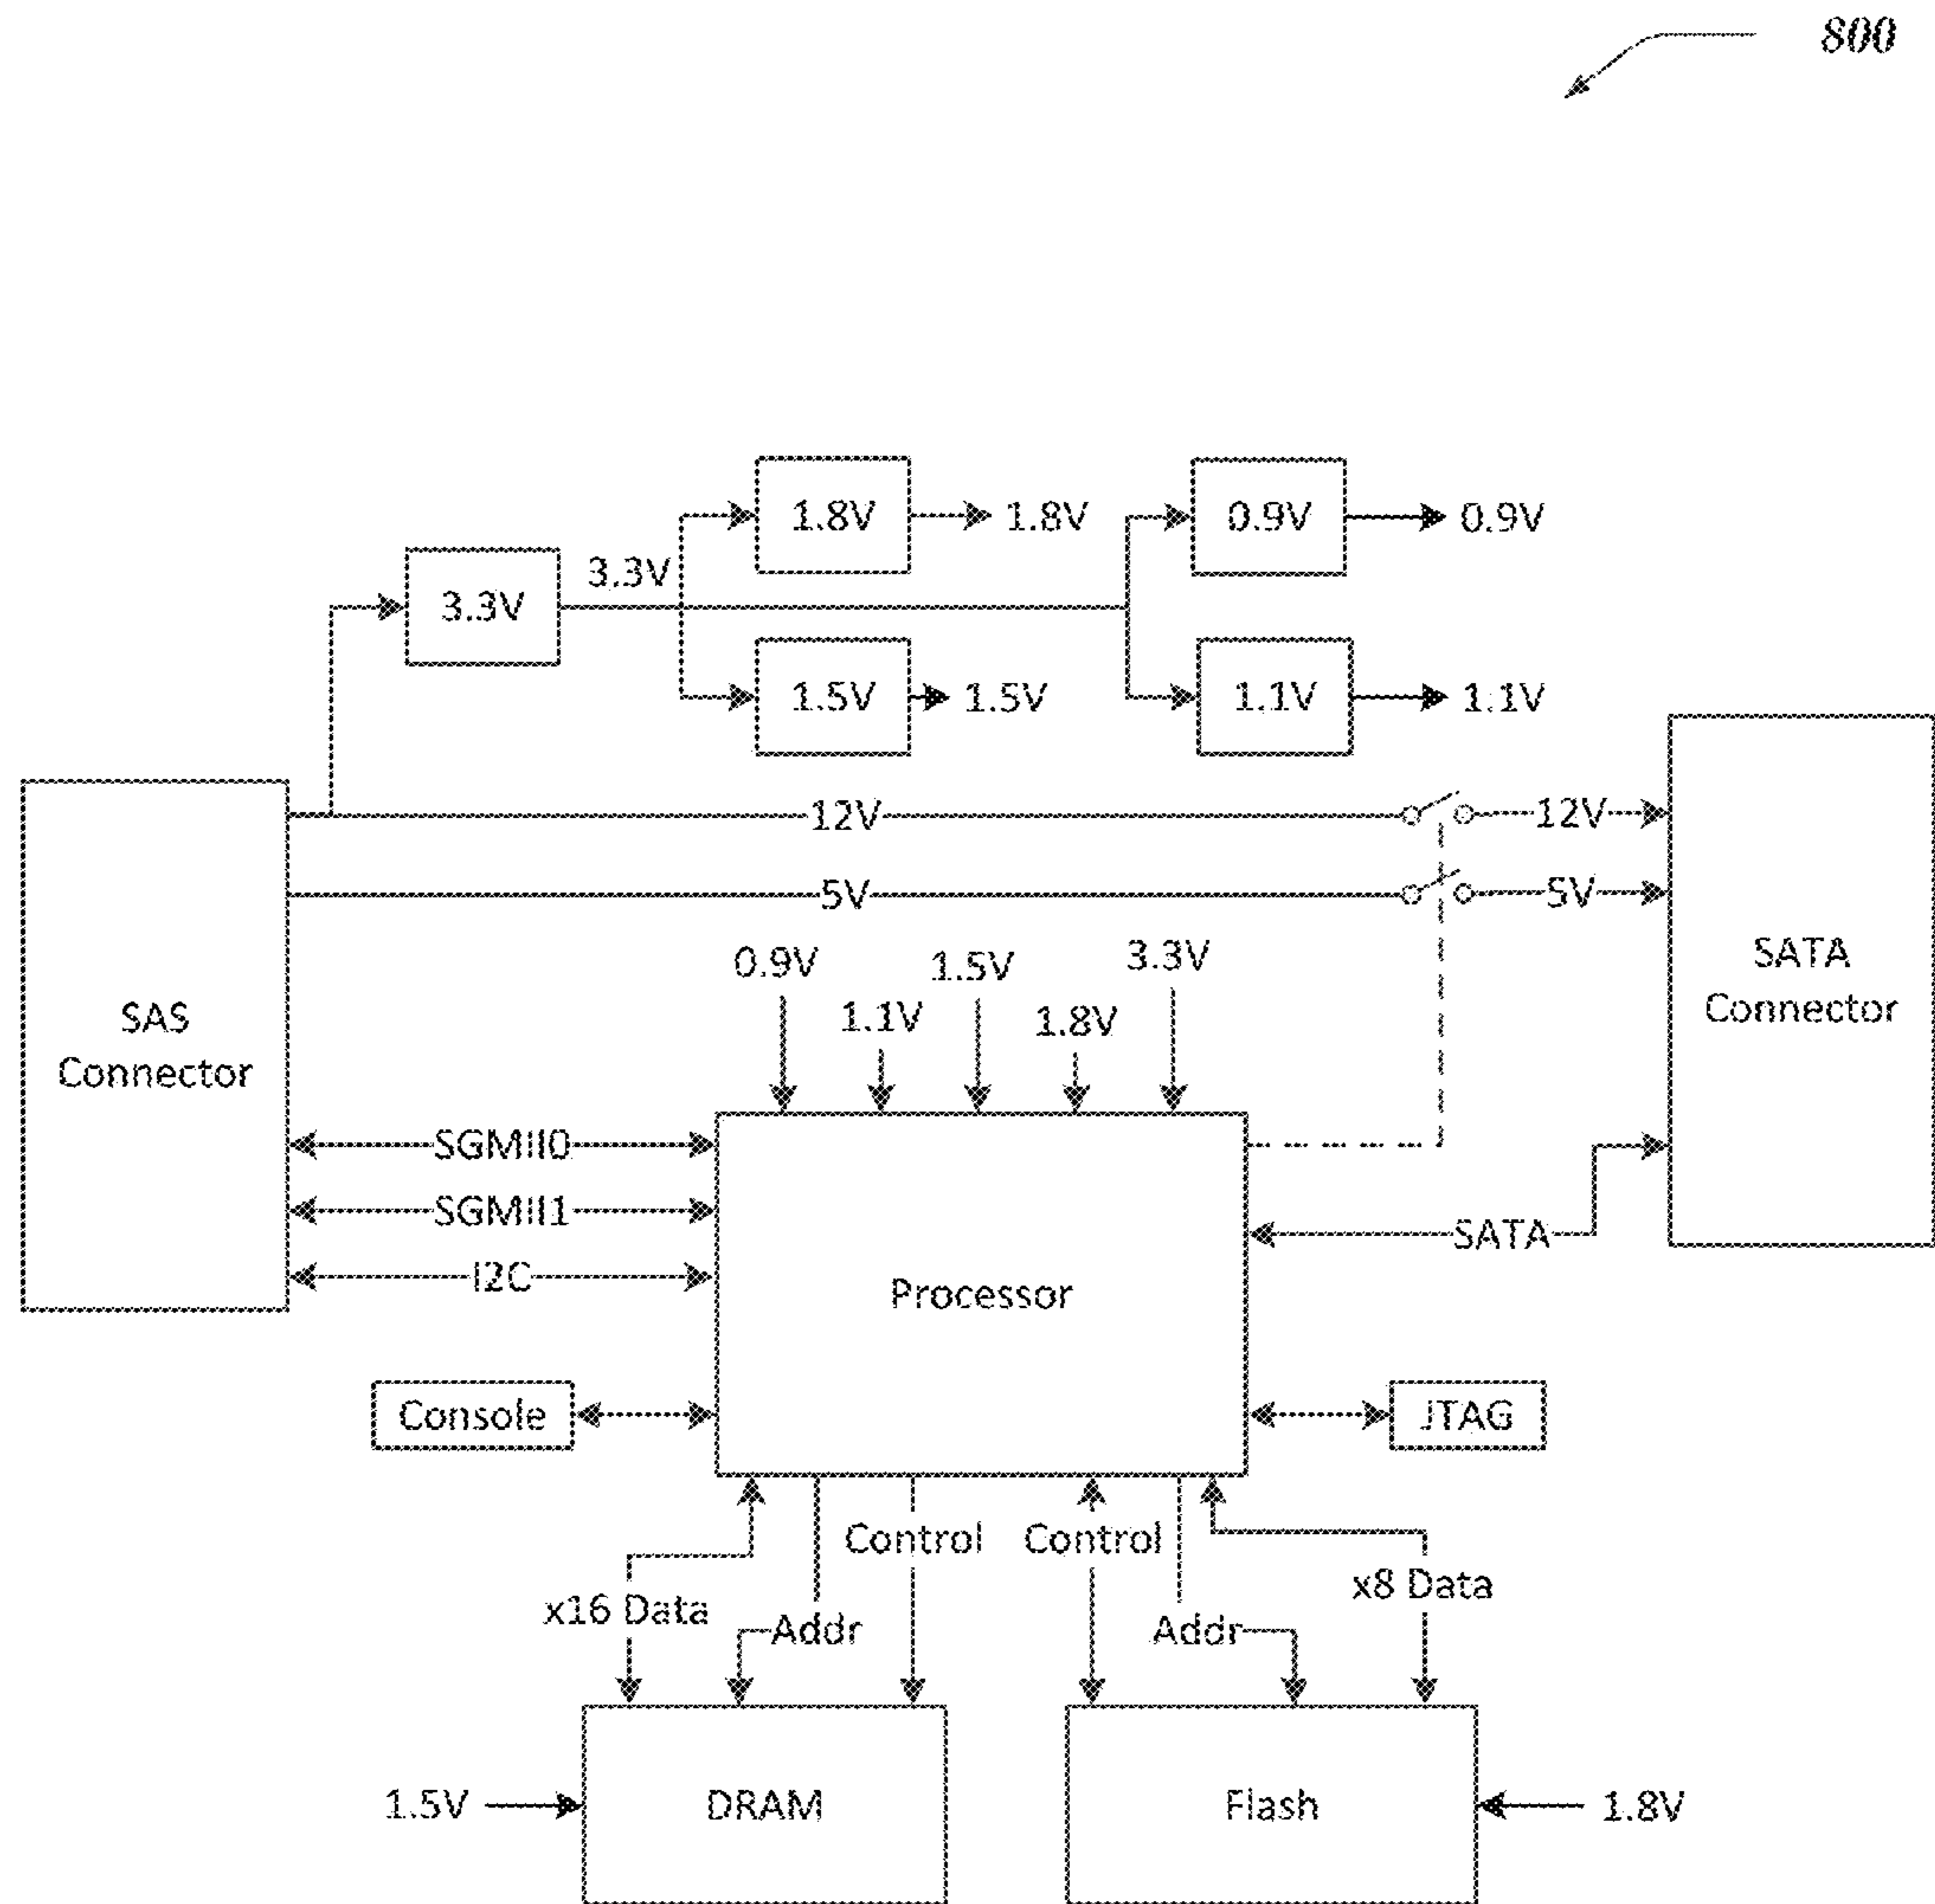 800
1.8V
1.8V
0.9V
0.9V
3.3V
3.3V
1.5V
1.5V
1.1V
1.1V
12V
12V
5V
5V
SAS
Connector
SATA
Connector
0.9V
1.1V
1.5V
1.8V
3.3V
SGMII0
SGMII1
I2C
Processor
SATA
Console
JTAG
Control
Control
x16 Data
Addr
Addr
x8 Data
1.5V
DRAM
Flash
1.8V